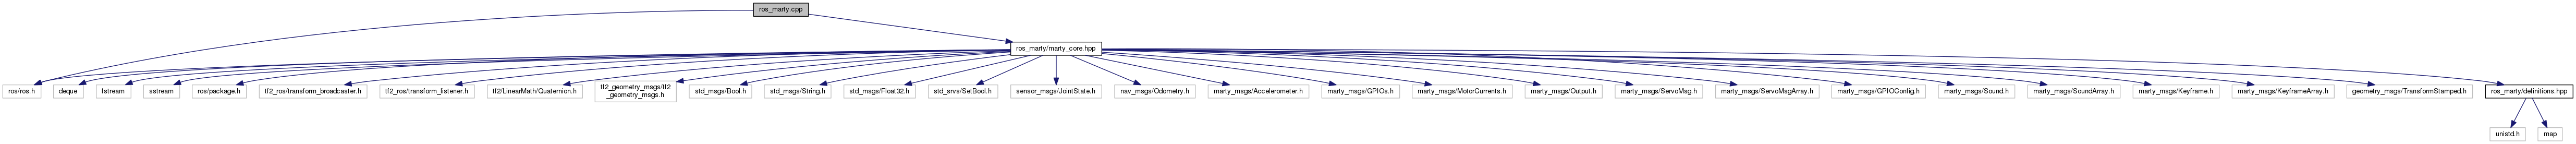 ros_marty.cpp
ros_marty/marty_core.hpp
ros/ros.h
deque
fstream
sstream
ros/package.h
tf2_ros/transform_broadcaster.h
tf2_ros/transform_listener.h
tf2/LinearMath/Quaternion.h
tf2_geometry_msgs/tf2
_geometry_msgs.h
std_msgs/Bool.h
std_msgs/String.h
std_msgs/Float32.h
std_srvs/SetBool.h
sensor_msgs/JointState.h
nav_msgs/Odometry.h
marty_msgs/Accelerometer.h
marty_msgs/GPIOs.h
marty_msgs/MotorCurrents.h
marty_msgs/Output.h
marty_msgs/ServoMsg.h
marty_msgs/ServoMsgArray.h
marty_msgs/GPIOConfig.h
marty_msgs/Sound.h
marty_msgs/SoundArray.h
marty_msgs/Keyframe.h
marty_msgs/KeyframeArray.h
geometry_msgs/TransformStamped.h
ros_marty/definitions.hpp
unistd.h
map